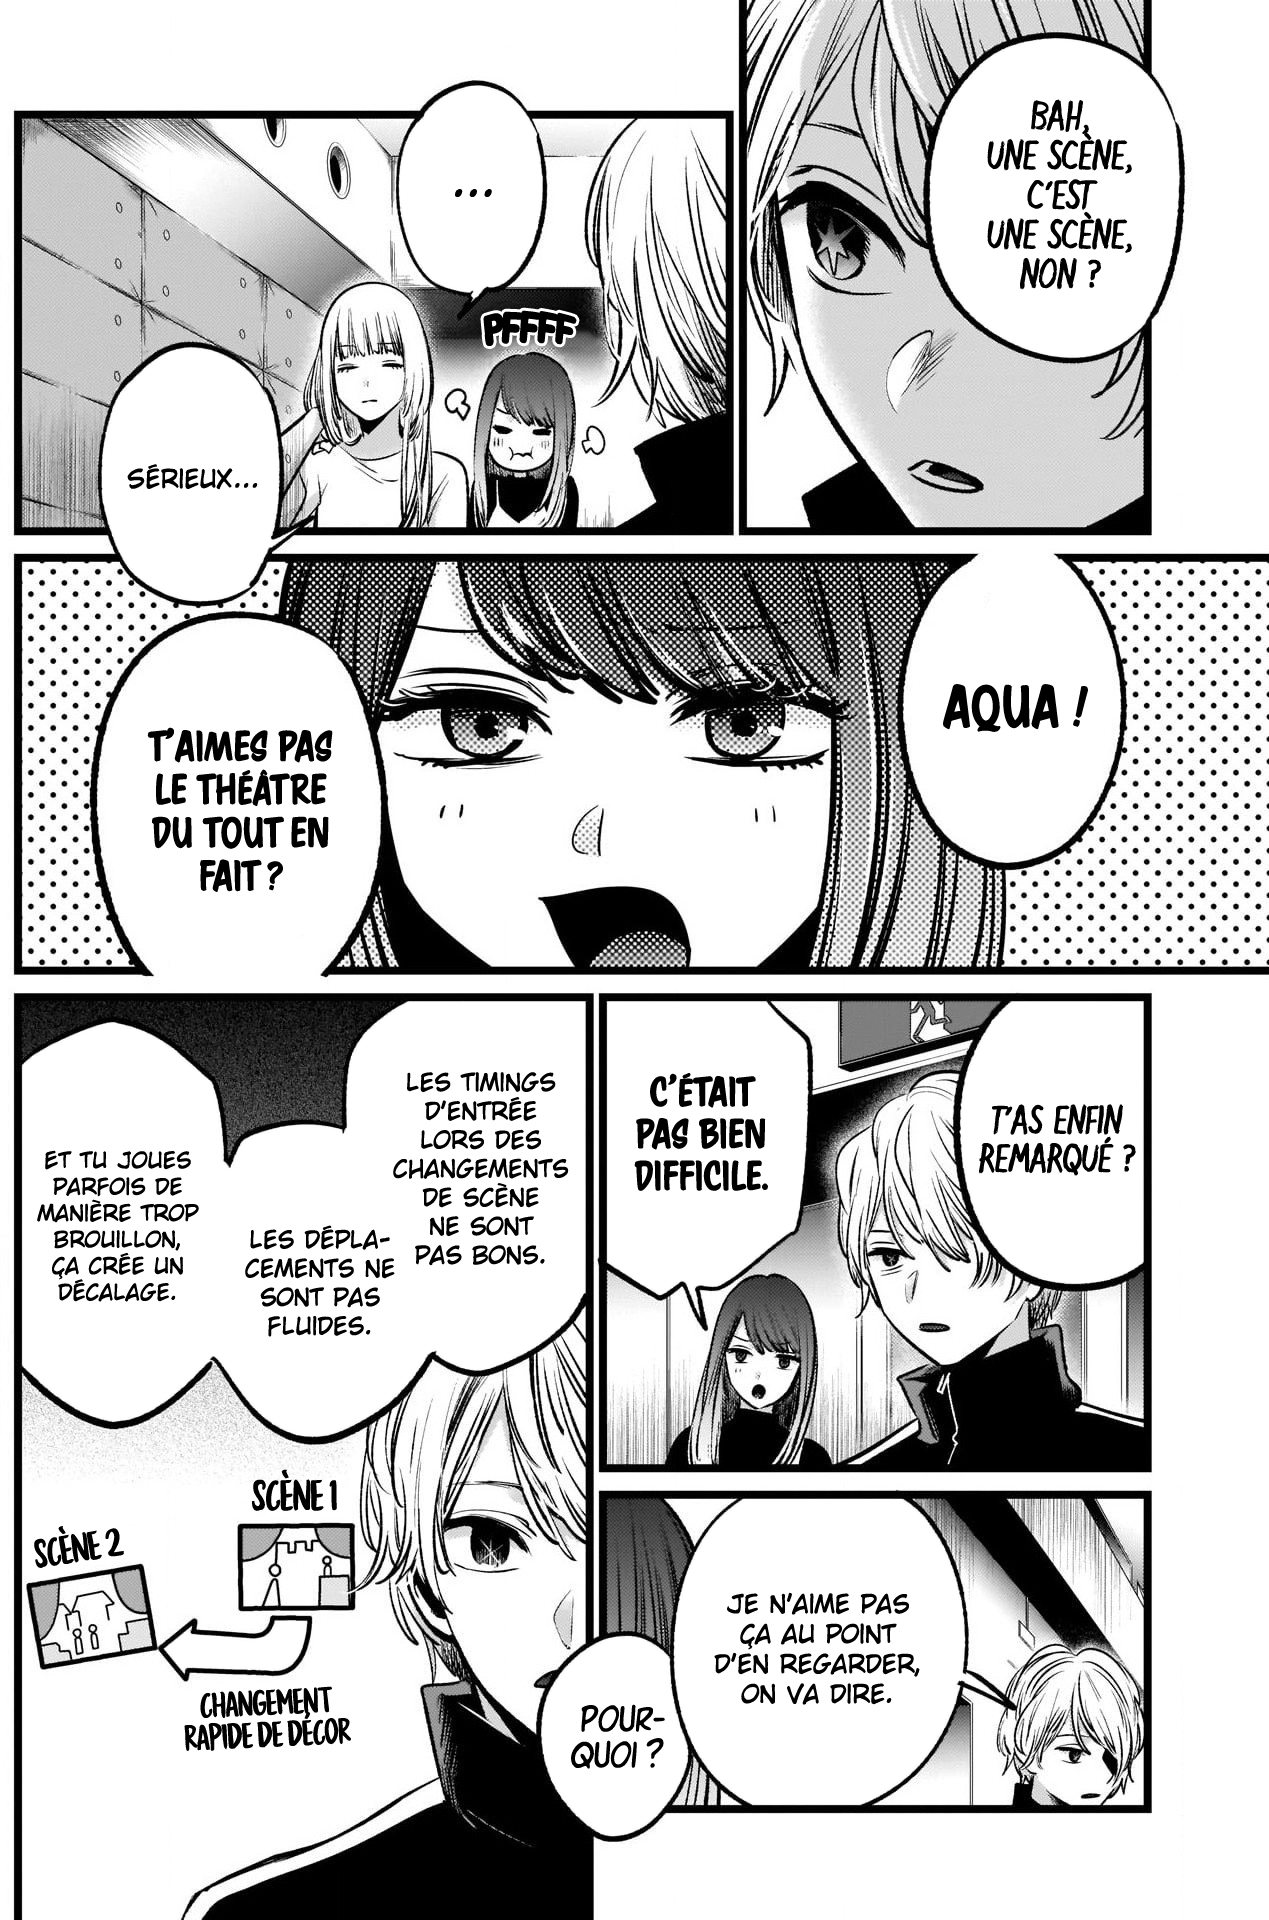 BAH,
UNE SCÈNE,
C'EST
UNE SCÈNE,
NON ?
...
PFFFF
SÉRIEUX...
AQUA !
T'AIMES PAS
LE THÉÂTRE
DU TOUT EN
FAIT ?
T'AS ENFIN
REMARQUÉ ?
C'ÉTAIT
PAS BIEN
DIFFICILE.
JE N'AIME PAS
ÇA AU POINT
D'EN REGARDER,
ON VA DIRE.
POUR-
QUOI ?
LES TIMINGS
D'ENTRÉE
LORS DES
CHANGEMENTS
DE SCÈNE
NE SONT
PAS BONS.
LES DÉPLA-
CEMENTS NE
SONT PAS
FLUIDES.
ET TU JOUES
PARFOIS DE
MANIÈRE TROP
BROUILLON,
ÇA CRÉE UN
DÉCALAGE.
SCÈNE 1
SCÈNE 2
CHANGEMENT
RAPIDE DE DÉCOR